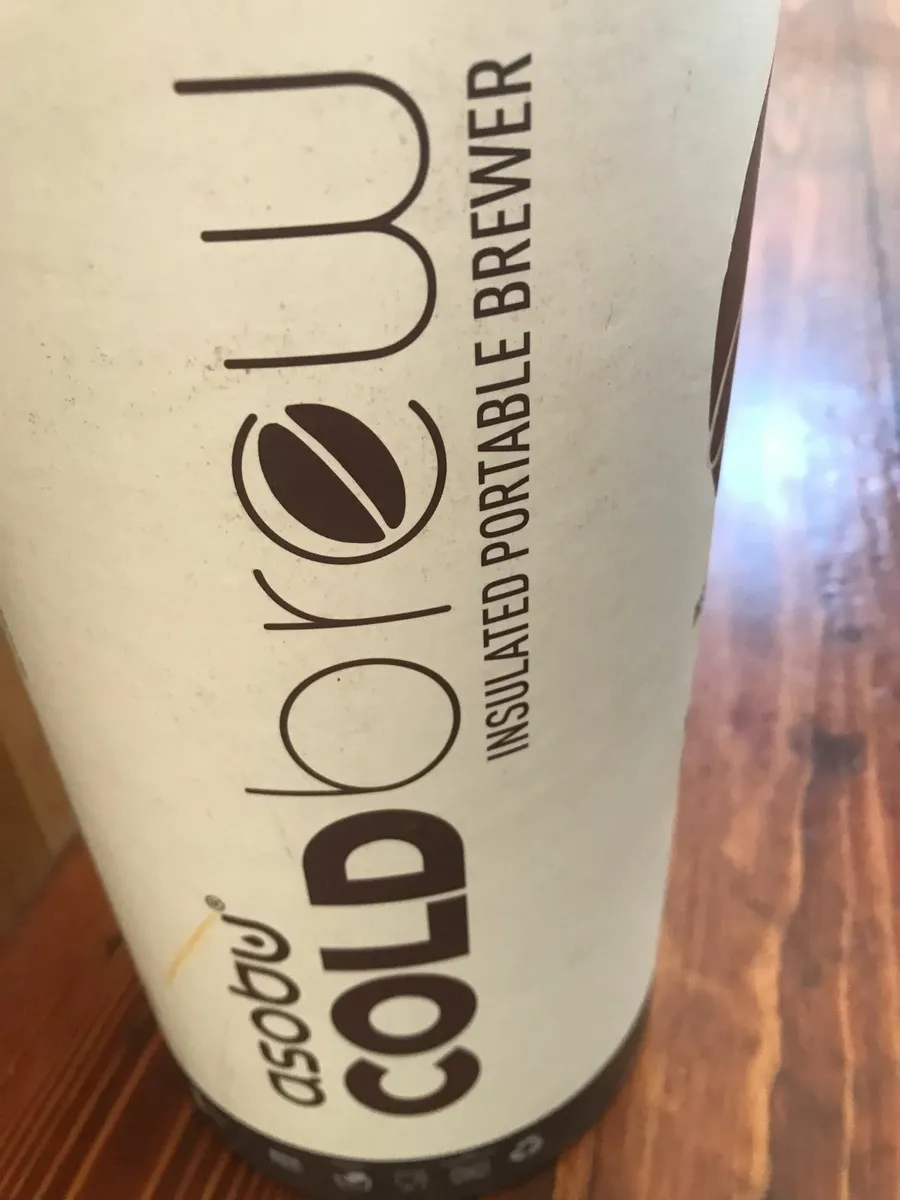 asobu®
COLD brew
INSULATED PORTABLE BREWER